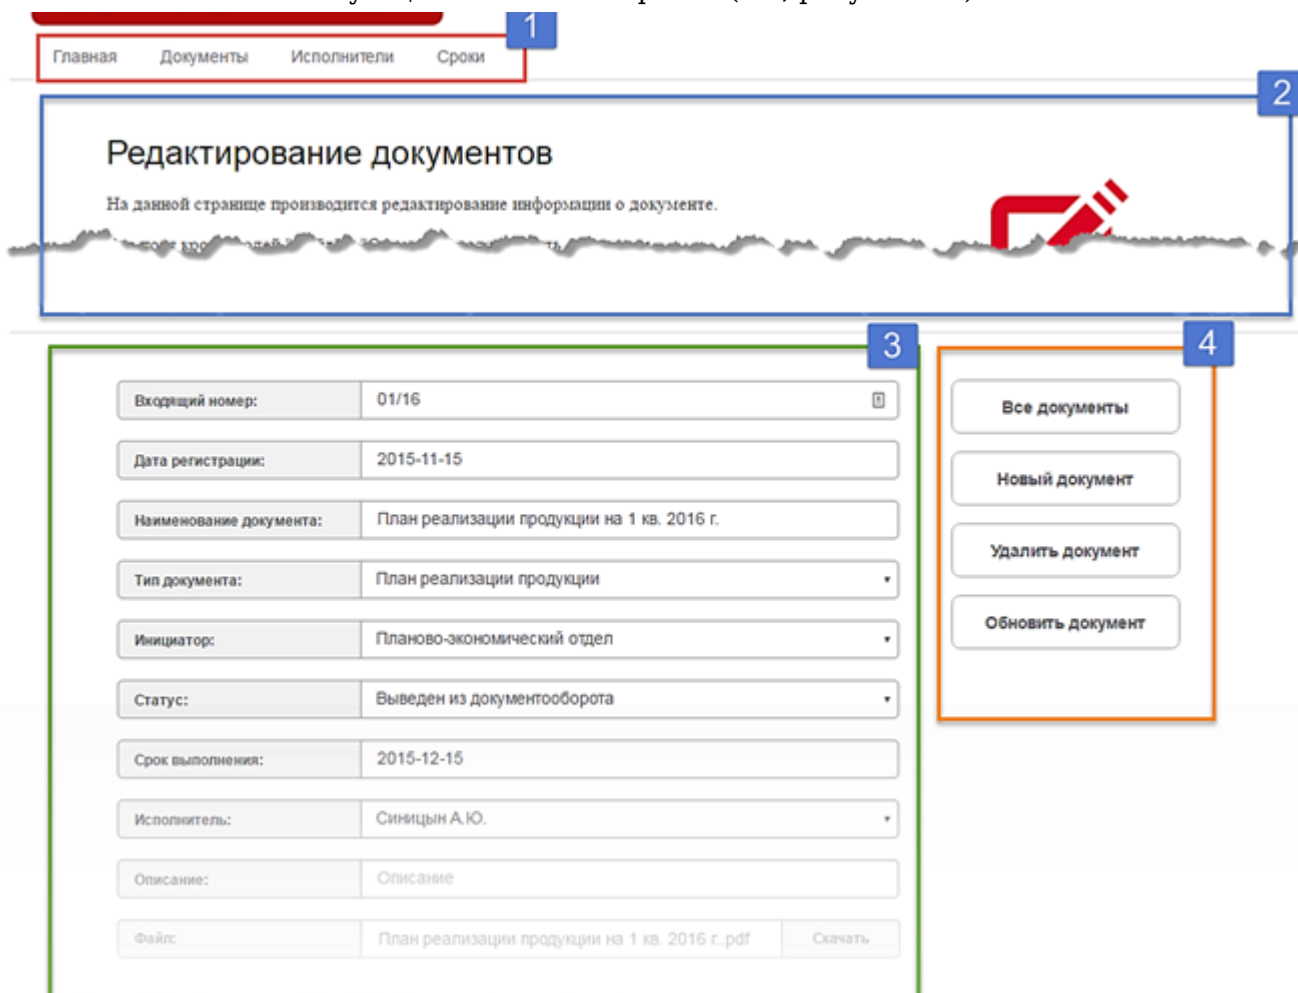 1
Главная Документы Исполнители Сроки
2
Редактирование документов
На данной странице производится редактирование информации о документе.
3
4
Входящий номер: 01/16
Дата регистрации: 2015-11-15
Наименование документа: План реализации продукции на 1 кв. 2016 г.
Тип документа: План реализации продукции
Инициатор: Планово-экономический отдел
Статус: Выведен из документооборота
Срок выполнения: 2015-12-15
Исполнитель: Синицын А.Ю.
Описание: Описание
Файл: План реализации продукции на 1 кв. 2016 г..pdf Скачать
Все документы
Новый документ
Удалить документ
Обновить документ